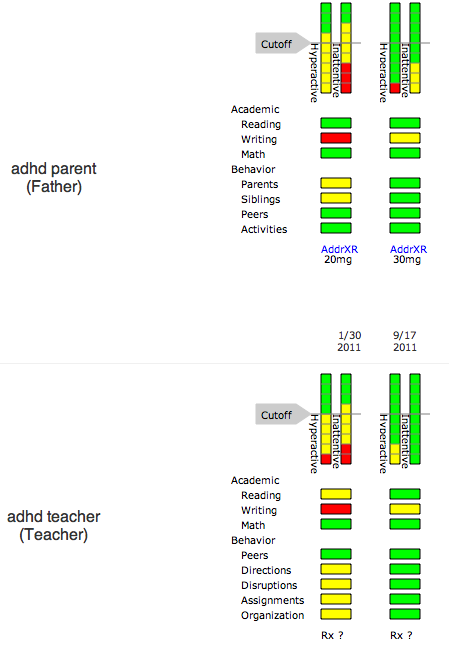 Cutoff
Hyperactive
Inattentive
Hyperactive
Inattentive
Academic
Reading
Writing
Math
Behavior
Parents
Siblings
Peers
Activities
adhd parent
(Father)
AddrXR
20mg
AddrXR
30mg
1/30
2011
9/17
2011
Cutoff
Hyperactive
Inattentive
Hyperactive
Inattentive
Academic
Reading
Writing
Math
Behavior
Peers
Directions
Disruptions
Assignments
Organization
adhd teacher
(Teacher)
Rx ?
Rx ?